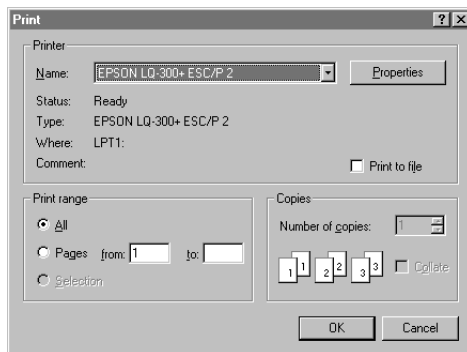 Print
Printer
Name: EPSON LQ-300+ ESC/P 2 Properties
Status: Ready
Type: EPSON LQ-300+ ESC/P 2
Where: LPT1:
Comment: Print to file
Print range
All
Pages from: 1 to:
Selection
Copies
Number of copies: 1
1 1 2 2 3 3 Collate
OK Cancel